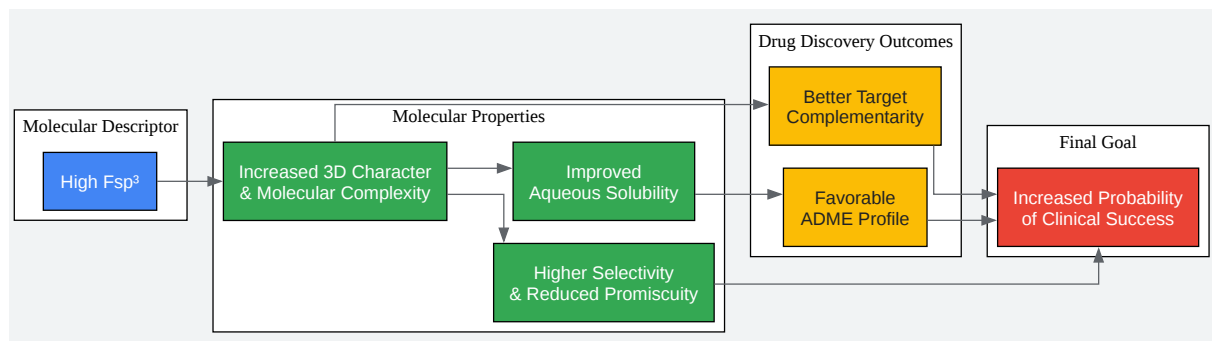 Molecular Descriptor
High Fsp³
Molecular Properties
Increased 3D Character
& Molecular Complexity
Improved
Aqueous Solubility
Higher Selectivity
& Reduced Promiscuity
Drug Discovery Outcomes
Better Target
Complementarity
Favorable
ADME Profile
Final Goal
Increased Probability
of Clinical Success